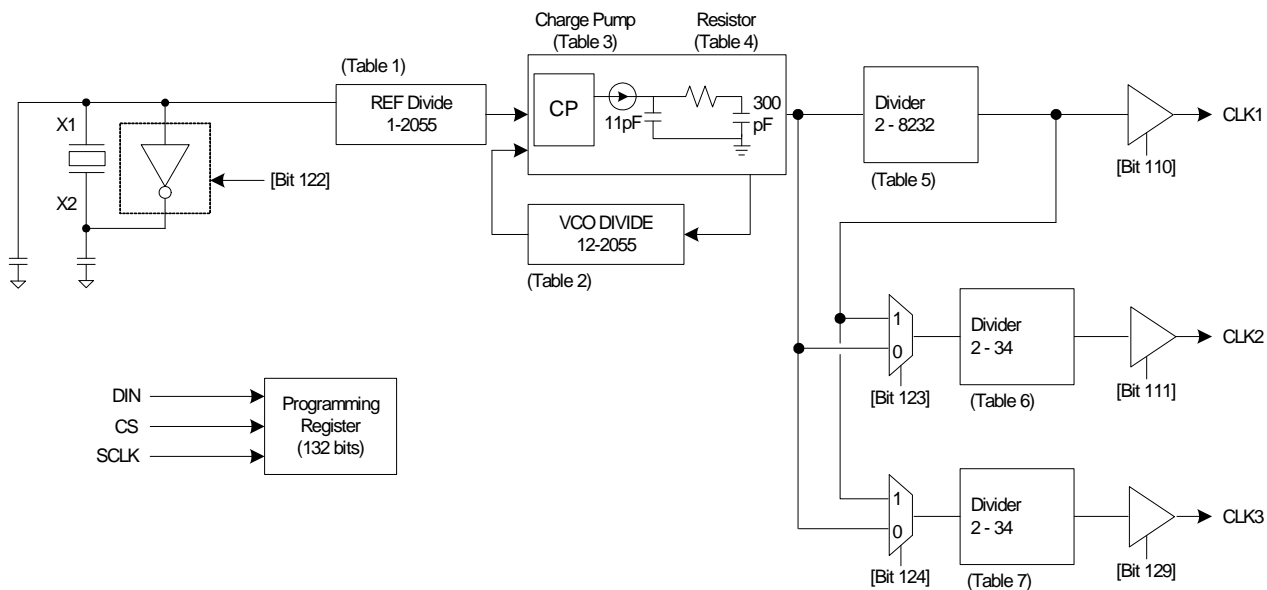 Charge Pump
(Table 3)
Resistor
(Table 4)
(Table 1)
REF Divide
1-2055
CP
11pF
300
pF
Divider
2 - 8232
(Table 5)
CLK1
[Bit 110]
X1
X2
[Bit 122]
VCO DIVIDE
12-2055
(Table 2)
1
0
[Bit 123]
Divider
2 - 34
(Table 6)
CLK2
[Bit 111]
DIN
CS
SCLK
Programming
Register
(132 bits)
1
0
[Bit 124]
Divider
2 - 34
(Table 7)
CLK3
[Bit 129]